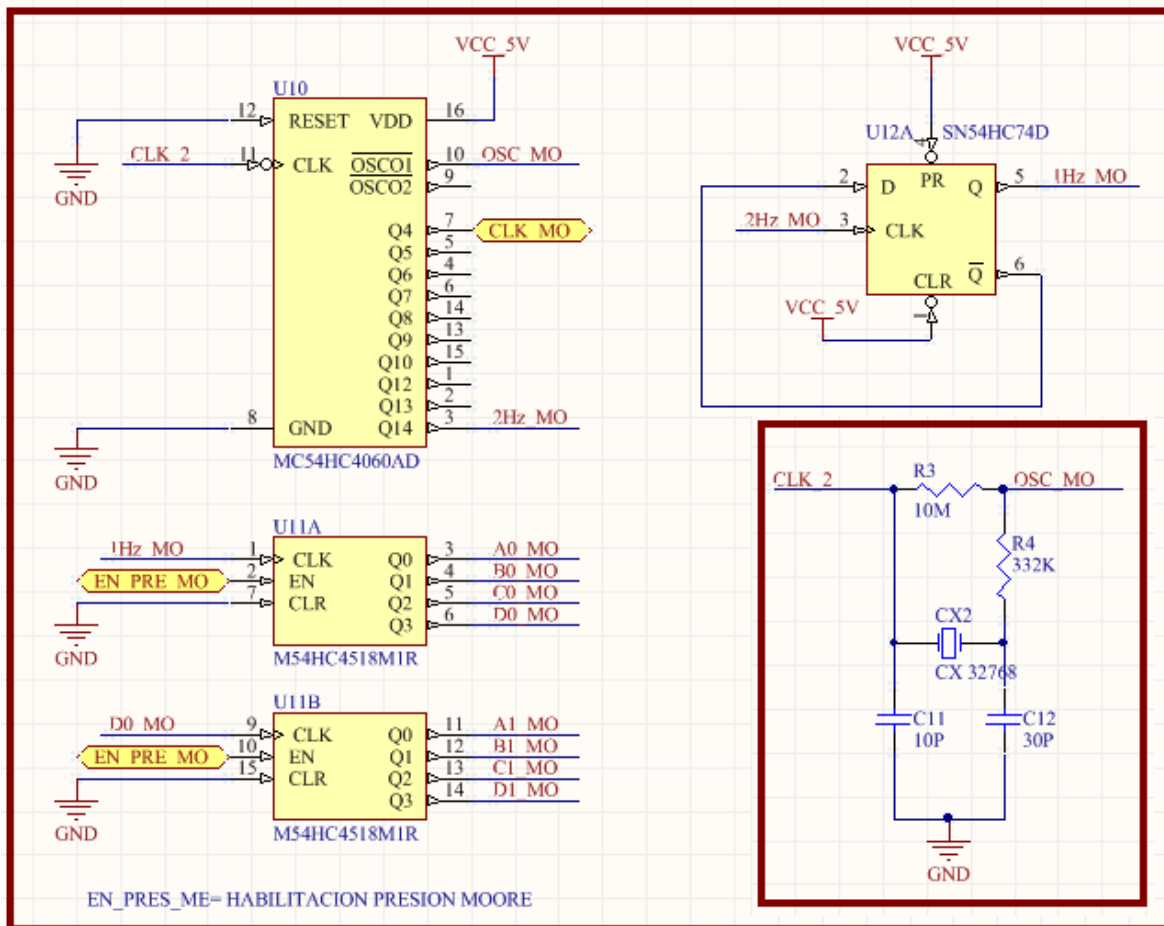 VCC_5V
U10
12 RESET VDD 16
GND
CLK_2 11 CLK OSCO1 10 OSC_MO
OSCO2 9
Q4 7 CLK_MO
Q5 5
Q6 4
Q7 6
Q8 14
Q9 13
Q10 15
Q12 1
Q13 2
8 GND Q14 3 2Hz_MO
GND
MC54HC4060AD
U11A
1Hz_MO 1 CLK Q0 3 A0_MO
EN_PRE_MO 2 EN Q1 4 B0_MO
7 CLR Q2 5 C0_MO
Q3 6 D0_MO
GND
M54HC4518M1R
U11B
D0_MO 9 CLK Q0 11 A1_MO
EN_PRE_MO 10 EN Q1 12 B1_MO
15 CLR Q2 13 C1_MO
Q3 14 D1_MO
GND
M54HC4518M1R
EN_PRES_ME= HABILITACION PRESION MOORE
VCC_5V
U12A SN54HC74D
4
2 D PR Q 5 1Hz_MO
2Hz_MO 3 CLK
Q 6
CLR
VCC_5V
1
CLK_2 R3 OSC_MO
10M
R4
332K
CX2
CX 32768
C11 C12
10P 30P
GND